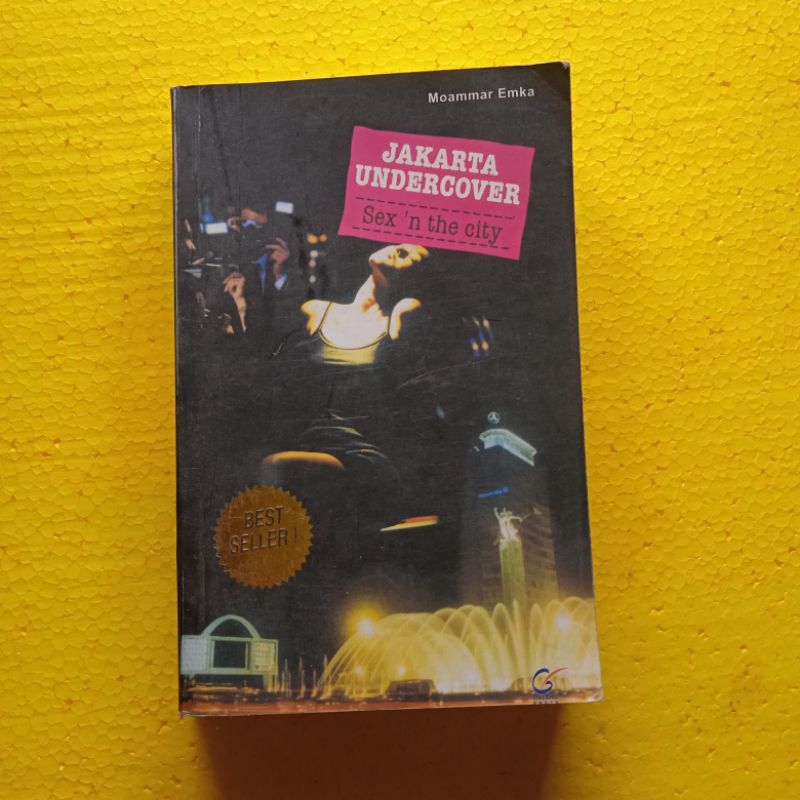 Moammar Emka
JAKARTA
UNDERCOVER
Sex 'n the city
BEST
SELLER !